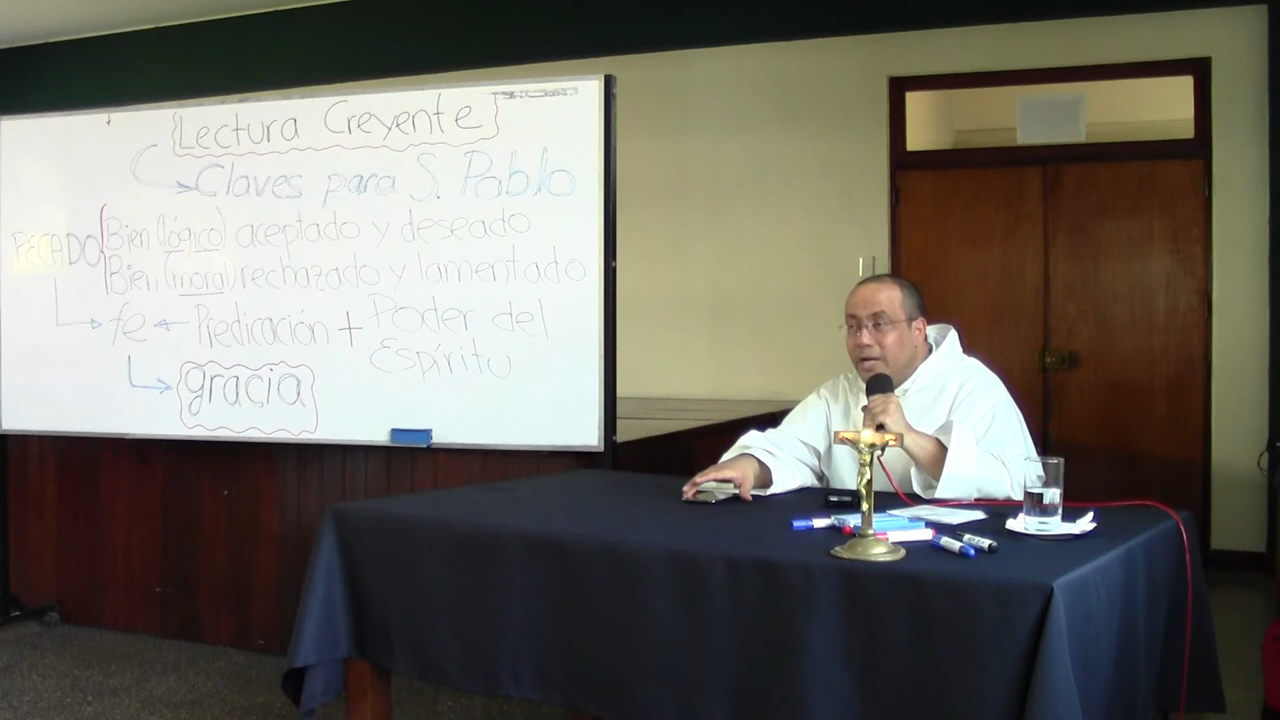 Lectura Creyente
Claves para S. Pablo
PECADO
Bien (lógico) aceptado y deseado
Bien (moral) rechazado y lamentado
fe ← Predicación + Poder del
Espíritu
gracia